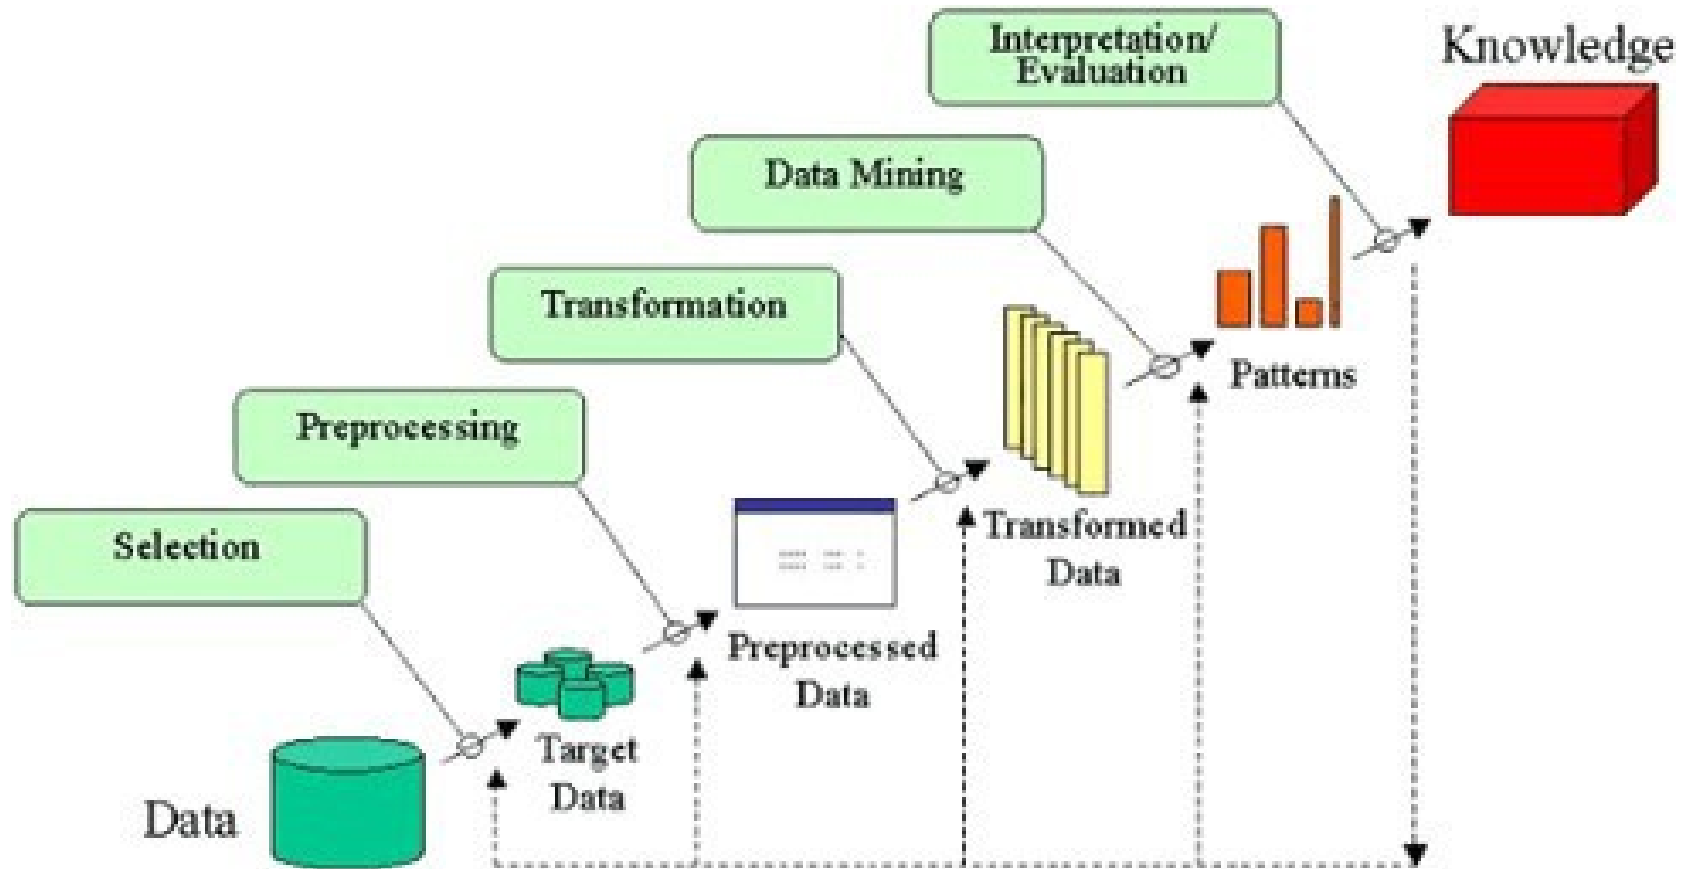 Interpretation/
Evaluation
Knowledge
Data Mining
Transformation
Patterns
Preprocessing
Selection
Transformed
Data
Preprocessed
Data
Target
Data
Data